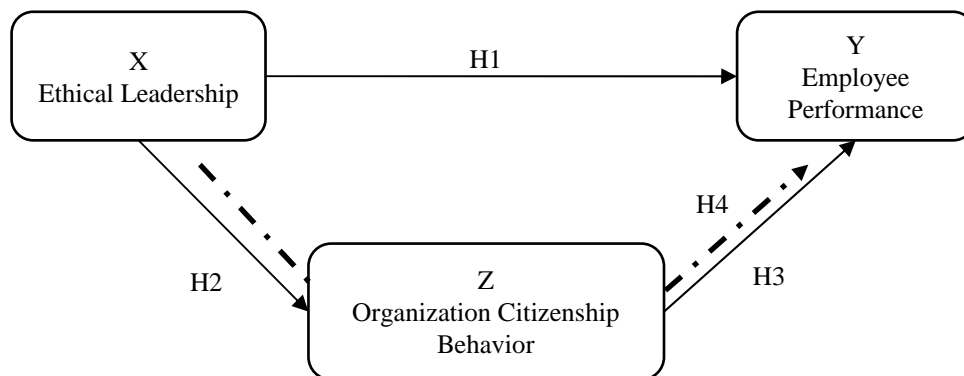 X
Ethical Leadership
H1
Y
Employee
Performance
H2
H4
H3
Z
Organization Citizenship
Behavior